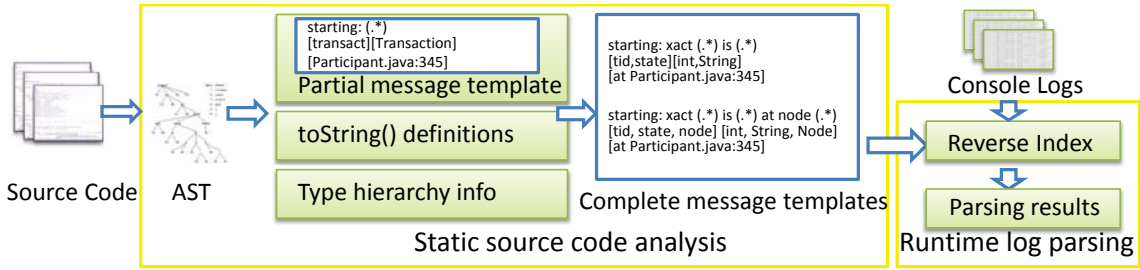 starting: (.*)
[transact][Transaction]
[Participant.java:345]
Partial message template
toString() definitions
Type hierarchy info
Source Code
AST
starting: xact (.*) is (.*)
[tid,state][int,String]
[at Participant.java:345]
starting: xact (.*) is (.*) at node (.*)
[tid, state, node] [int, String, Node]
[at Participant.java:345]
Complete message templates
Static source code analysis
Console Logs
Reverse Index
Parsing results
Runtime log parsing